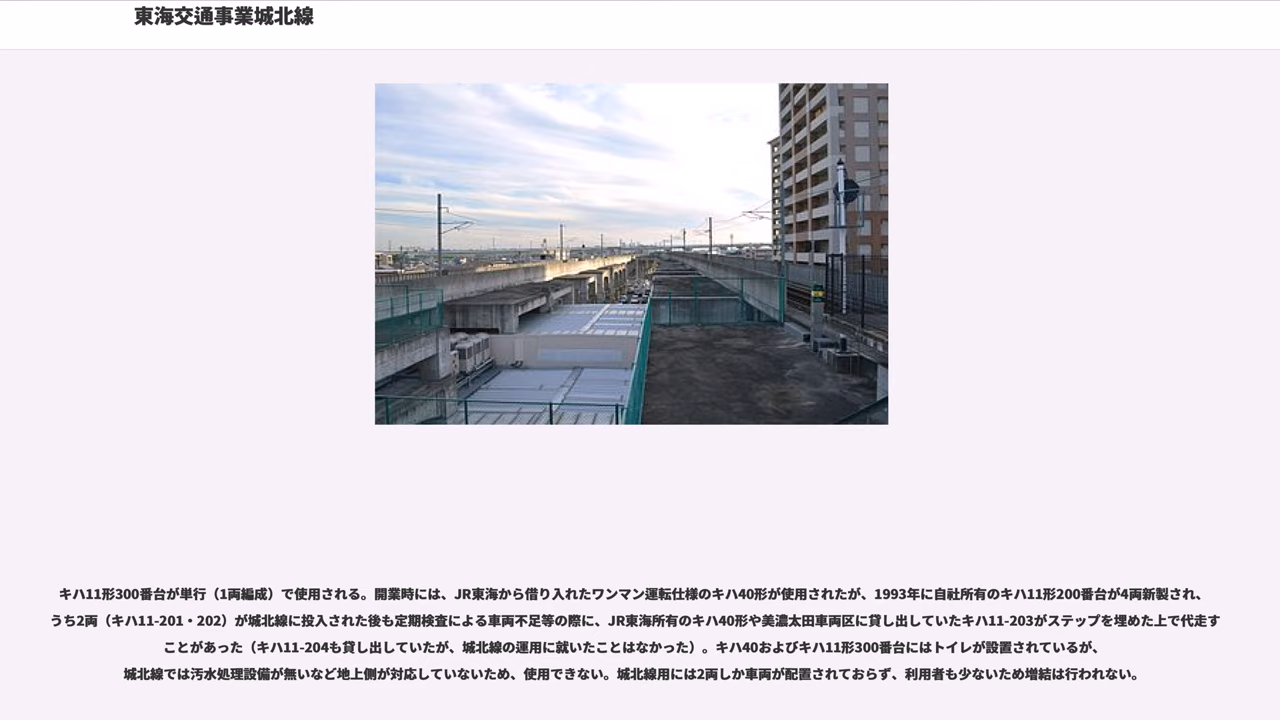 東海交通事業城北線
キハ11形300番台が単行（1両編成）で使用される。開業時には、JR東海から借り入れたワンマン運転仕様のキハ40形が使用されたが、1993年に自社所有のキハ11形200番台が4両新製され、
うち2両（キハ11-201・202）が城北線に投入された後も定期検査による車両不足等の際に、JR東海所有のキハ40形や美濃太田車両区に貸し出していたキハ11-203がステップを埋めた上で代走す
ことがあった（キハ11-204も貸し出していたが、城北線の運用に就いたことはなかった）。キハ40およびキハ11形300番台にはトイレが設置されているが、
城北線では汚水処理設備が無いなど地上側が対応していないため、使用できない。城北線用には2両しか車両が配置されておらず、利用者も少ないため増結は行われない。